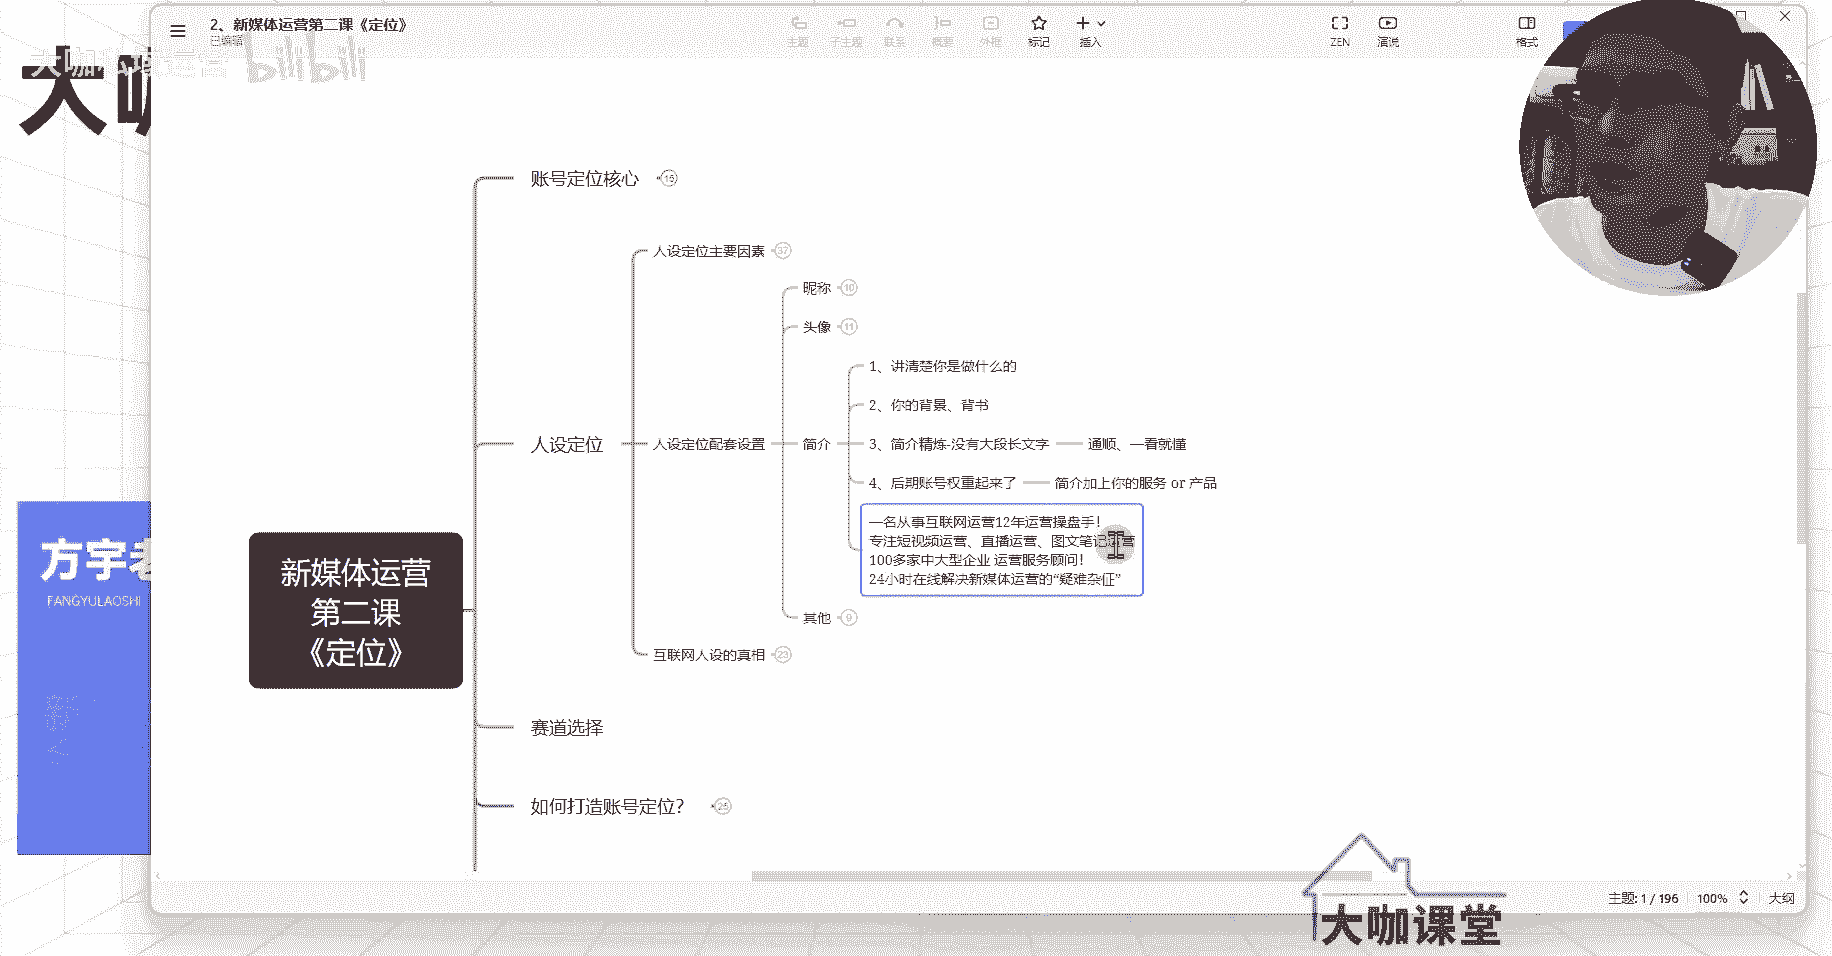 2、新媒体运营第二课《定位》
已编辑
主题
子主题
联系
概要
外框
标记
插入
ZEN
演说
格式
大咖私域运营
bilibili
大咖
账号定位核心
16
人设定位主要因素
37
昵称
10
头像
11
1、讲清楚你是做什么的
2、你的背景、背书
人设定位
人设定位配套设置
简介
3、简介精炼-没有大段长文字
通顺、一看就懂
4、后期账号权重起来了
简介加上你的服务 or 产品
一名从事互联网运营12年运营操盘手!
专注短视频运营、直播运营、图文笔记运营
100多家中大型企业 运营服务顾问!
24小时在线解决新媒体运营的“疑难杂征”
其他
9
互联网人设的真相
23
新媒体运营
第二课
《定位》
赛道选择
如何打造账号定位?
25
方宇老
FANGYULAOSHI
主题: 1 / 196
100%
大纲
大咖课堂